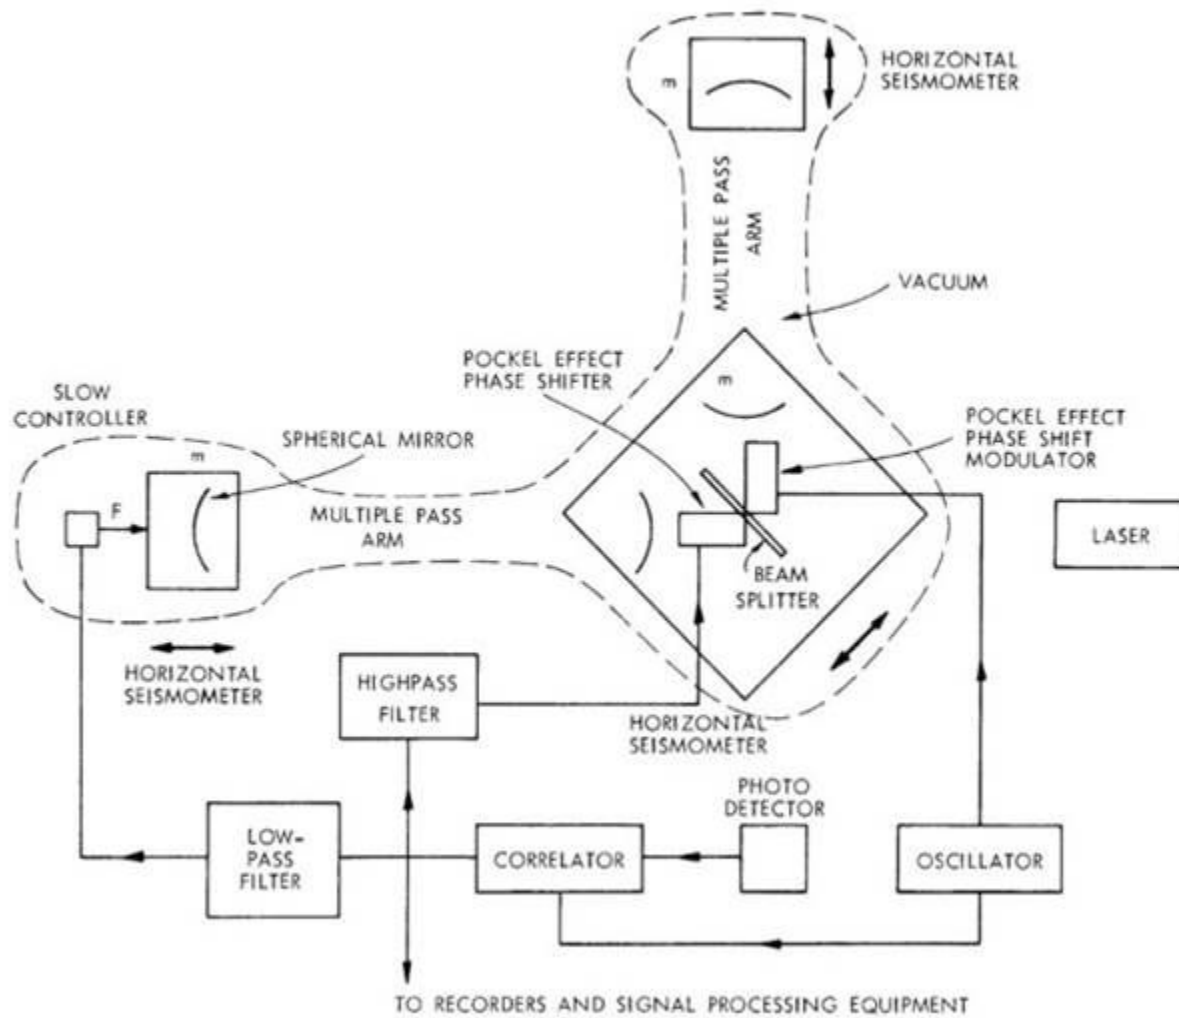 HORIZONTAL
SEISMOMETER
m
MULTIPLE PASS
ARM
VACUUM
POCKEL EFFECT
PHASE SHIFTER
SLOW
CONTROLLER
m
POCKEL EFFECT
PHASE SHIFT
MODULATOR
SPHERICAL MIRROR
m
F
MULTIPLE PASS
ARM
LASER
BEAM
SPLITTER
HORIZONTAL
SEISMOMETER
HIGHPASS
FILTER
HORIZONTAL
SEISMOMETER
PHOTO
DETECTOR
LOW-
PASS
FILTER
CORRELATOR
OSCILLATOR
TO RECORDERS AND SIGNAL PROCESSING EQUIPMENT